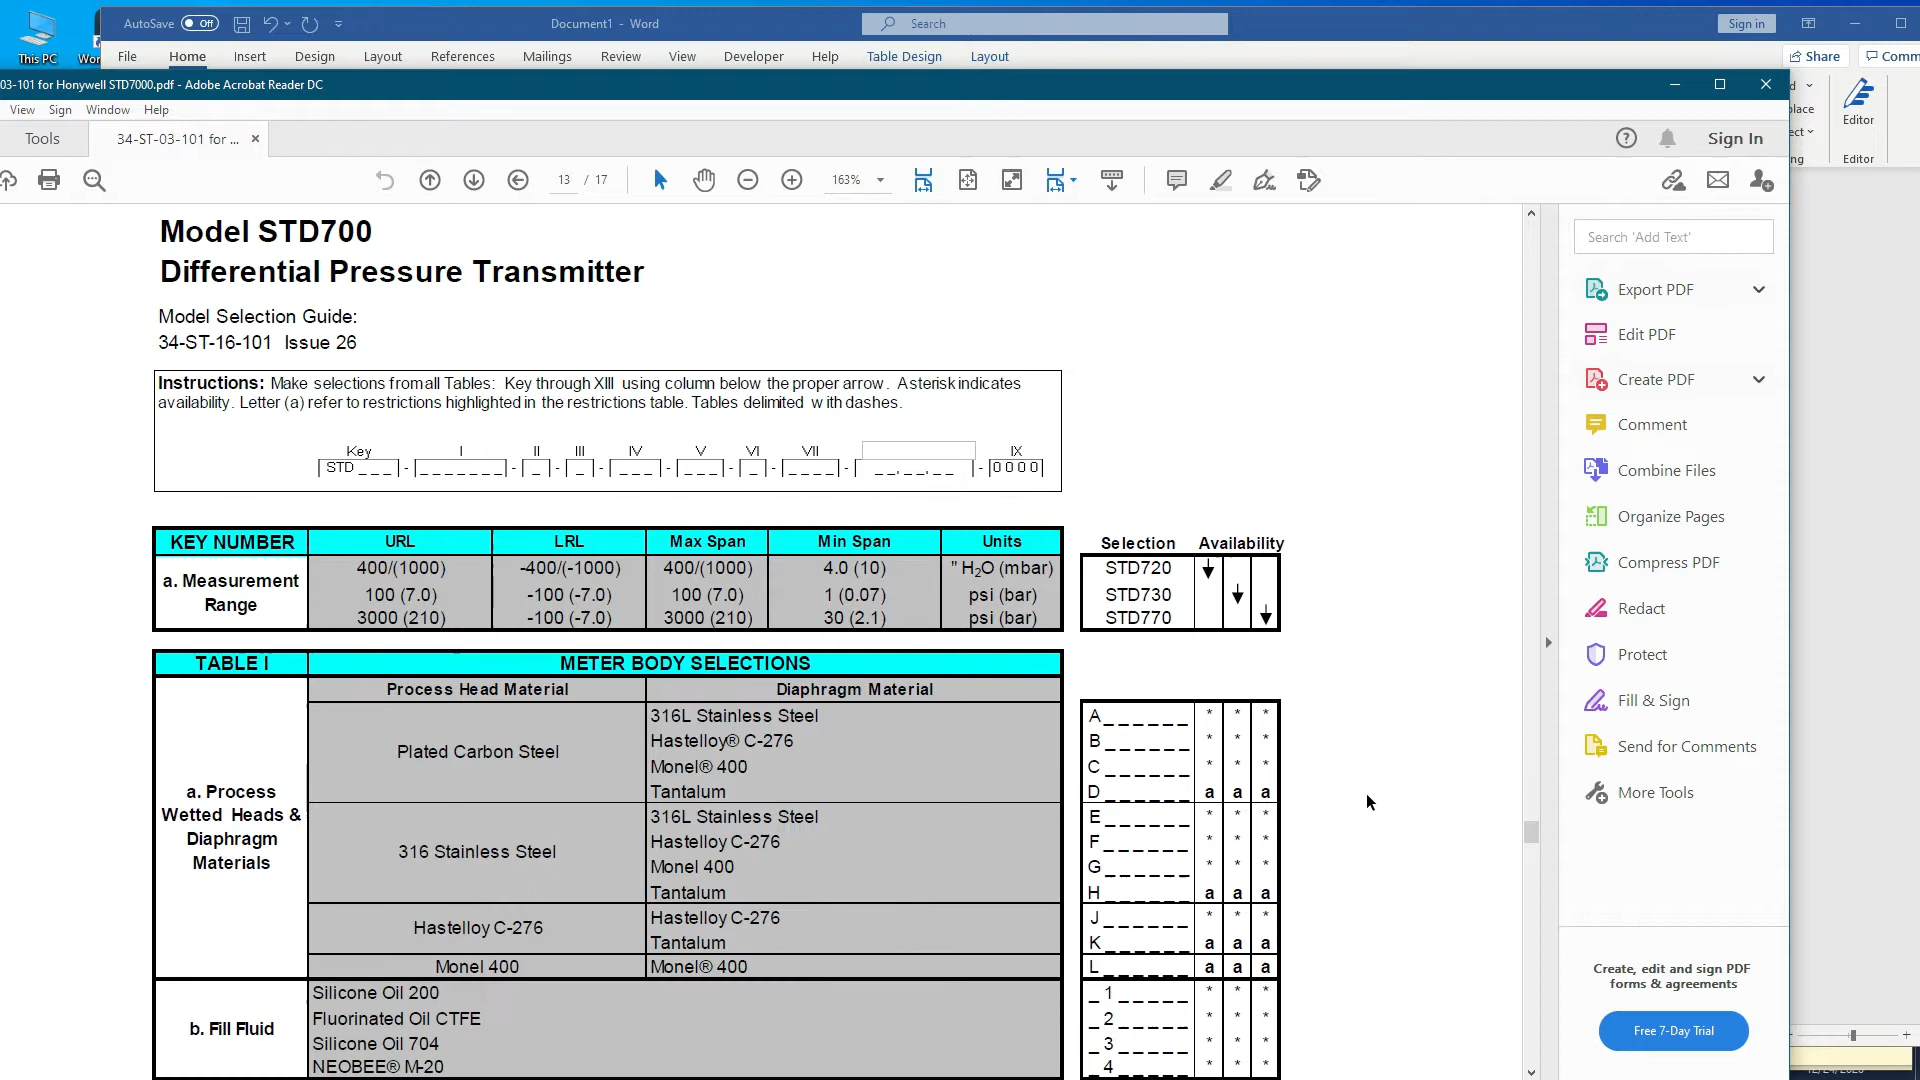 AutoSave Off
Document1 - Word
Search
Sign in
This PC
Wor
File Home Insert Design Layout References Mailings Review View Developer Help Table Design Layout
Share Comm
03-101 for Honywell STD7000.pdf - Adobe Acrobat Reader DC
View Sign Window Help
Tools
34-ST-03-101 for ...
Sign In
13 / 17
163%
Editor
Editor
Model STD700
Differential Pressure Transmitter
Model Selection Guide:
34-ST-16-101 Issue 26
Instructions: Make selections from all Tables: Key through XIII using column below the proper arrow. Asterisk indicates
availability. Letter (a) refer to restrictions highlighted in the restrictions table. Tables delimited with dashes.
Key I II III IV V VI VII IX
STD _ _ _ - _ _ _ _ _ _ _ - _ - _ - _ _ _ - _ _ _ - _ - _ _ _ _ - _ _, _ _, _ _ - 0 0 0 0
KEY NUMBER URL LRL Max Span Min Span Units Selection Availability
a. Measurement Range
400/(1000) -400/(-1000) 400/(1000) 4.0 (10) " H2O (mbar) STD720
100 (7.0) -100 (-7.0) 100 (7.0) 1 (0.07) psi (bar) STD730
3000 (210) -100 (-7.0) 3000 (210) 30 (2.1) psi (bar) STD770
TABLE I METER BODY SELECTIONS
Process Head Material Diaphragm Material
a. Process
Wetted Heads &
Diaphragm
Materials
Plated Carbon Steel
316L Stainless Steel A _ _ _ _ _ _ * * *
Hastelloy® C-276 B _ _ _ _ _ _ * * *
Monel® 400 C _ _ _ _ _ _ * * *
Tantalum D _ _ _ _ _ _ a a a
316 Stainless Steel
316L Stainless Steel E _ _ _ _ _ _ * * *
Hastelloy C-276 F _ _ _ _ _ _ * * *
Monel 400 G _ _ _ _ _ _ * * *
Tantalum H _ _ _ _ _ _ a a a
Hastelloy C-276
Hastelloy C-276 J _ _ _ _ _ _ * * *
Tantalum K _ _ _ _ _ _ a a a
Monel 400 Monel® 400 L _ _ _ _ _ _ a a a
b. Fill Fluid
Silicone Oil 200 _ 1 _ _ _ _ _ * * *
Fluorinated Oil CTFE _ 2 _ _ _ _ _ * * *
Silicone Oil 704 _ 3 _ _ _ _ _ * * *
NEOBEE® M-20 _ 4 _ _ _ _ _ * * *
Search 'Add Text'
Export PDF
Edit PDF
Create PDF
Comment
Combine Files
Organize Pages
Compress PDF
Redact
Protect
Fill & Sign
Send for Comments
More Tools
Create, edit and sign PDF
forms & agreements
Free 7-Day Trial